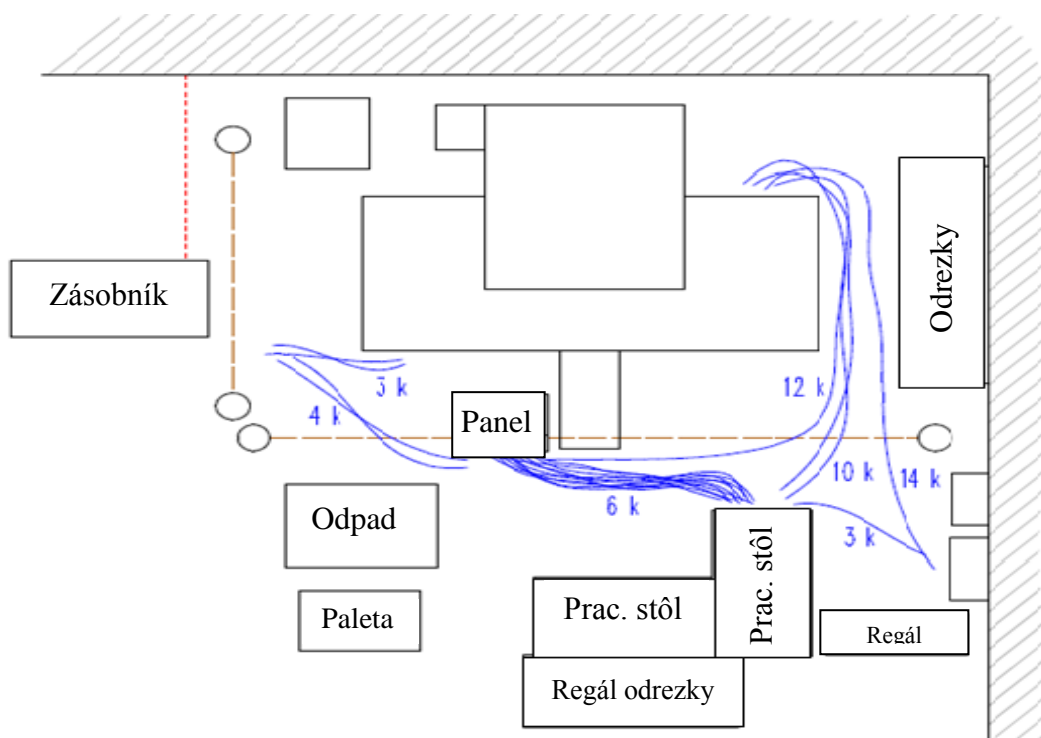 Zásobník
Odrezky
3 k
12 k
4 k
Panel
10 k
14 k
6 k
3 k
Odpad
Prac. stôl
Prac. stôl
Paleta
Regál
Regál odrezky